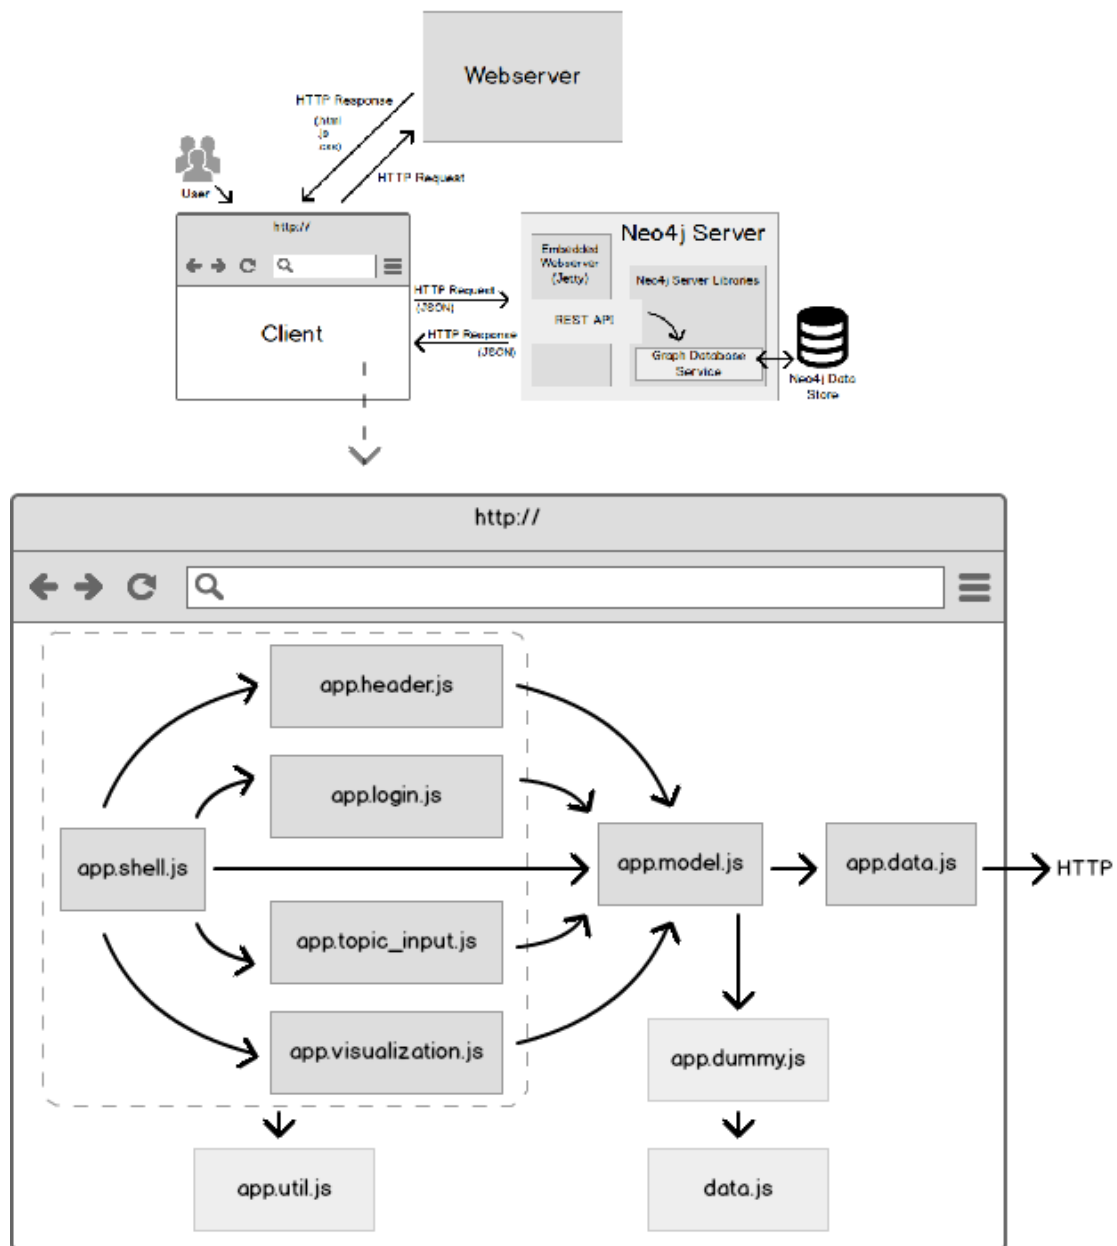 Webserver
HTTP Response
(html
.js
.css)
HTTP Request
User
http://
Client
HTTP Request
(JSON)
HTTP Response
(JSON)
Neo4j Server
Embedded
Webserver
(Jetty)
Neo4j Server Libraries
REST API
Graph Database
Service
Neo4j Data
Store
http://
app.header.js
app.login.js
app.shell.js
app.model.js
app.data.js
HTTP
app.topic_input.js
app.visualization.js
app.dummy.js
app.util.js
data.js